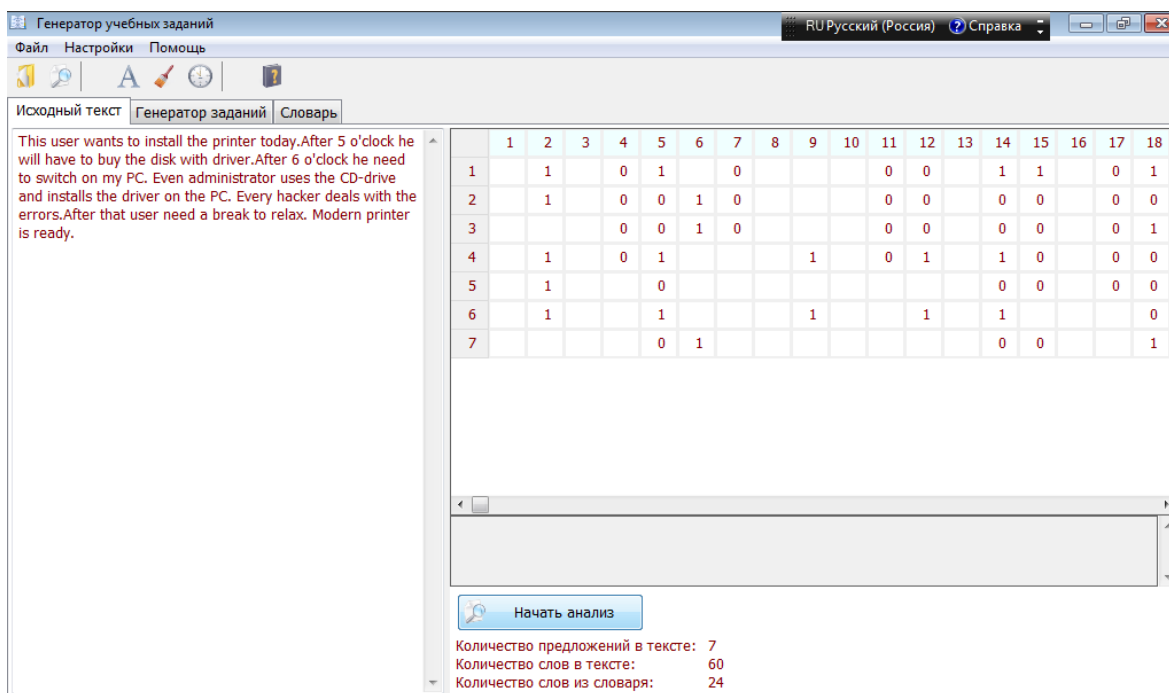 Генератор учебных заданий
RU Русский (Россия) ? Справка
Файл Настройки Помощь
A ?
Исходный текст Генератор заданий Словарь
This user wants to install the printer today.After 5 o'clock he
will have to buy the disk with driver.After 6 o'clock he need
to switch on my PC. Even administrator uses the CD-drive
and installs the driver on the PC. Every hacker deals with the
errors.After that user need a break to relax. Modern printer
is ready.
1 2 3 4 5 6 7 8 9 10 11 12 13 14 15 16 17 18
1 1 0 1 0 0 0 1 1 0 1
2 1 0 0 1 0 0 0 0 0 0 0
3 0 0 1 0 0 0 0 0 0 1
4 1 0 1 1 0 1 1 0 0 0
5 1 0 0 0 0 0
6 1 1 1 1 1 0
7 0 1 0 0 1
Начать анализ
Количество предложений в тексте: 7
Количество слов в тексте: 60
Количество слов из словаря: 24